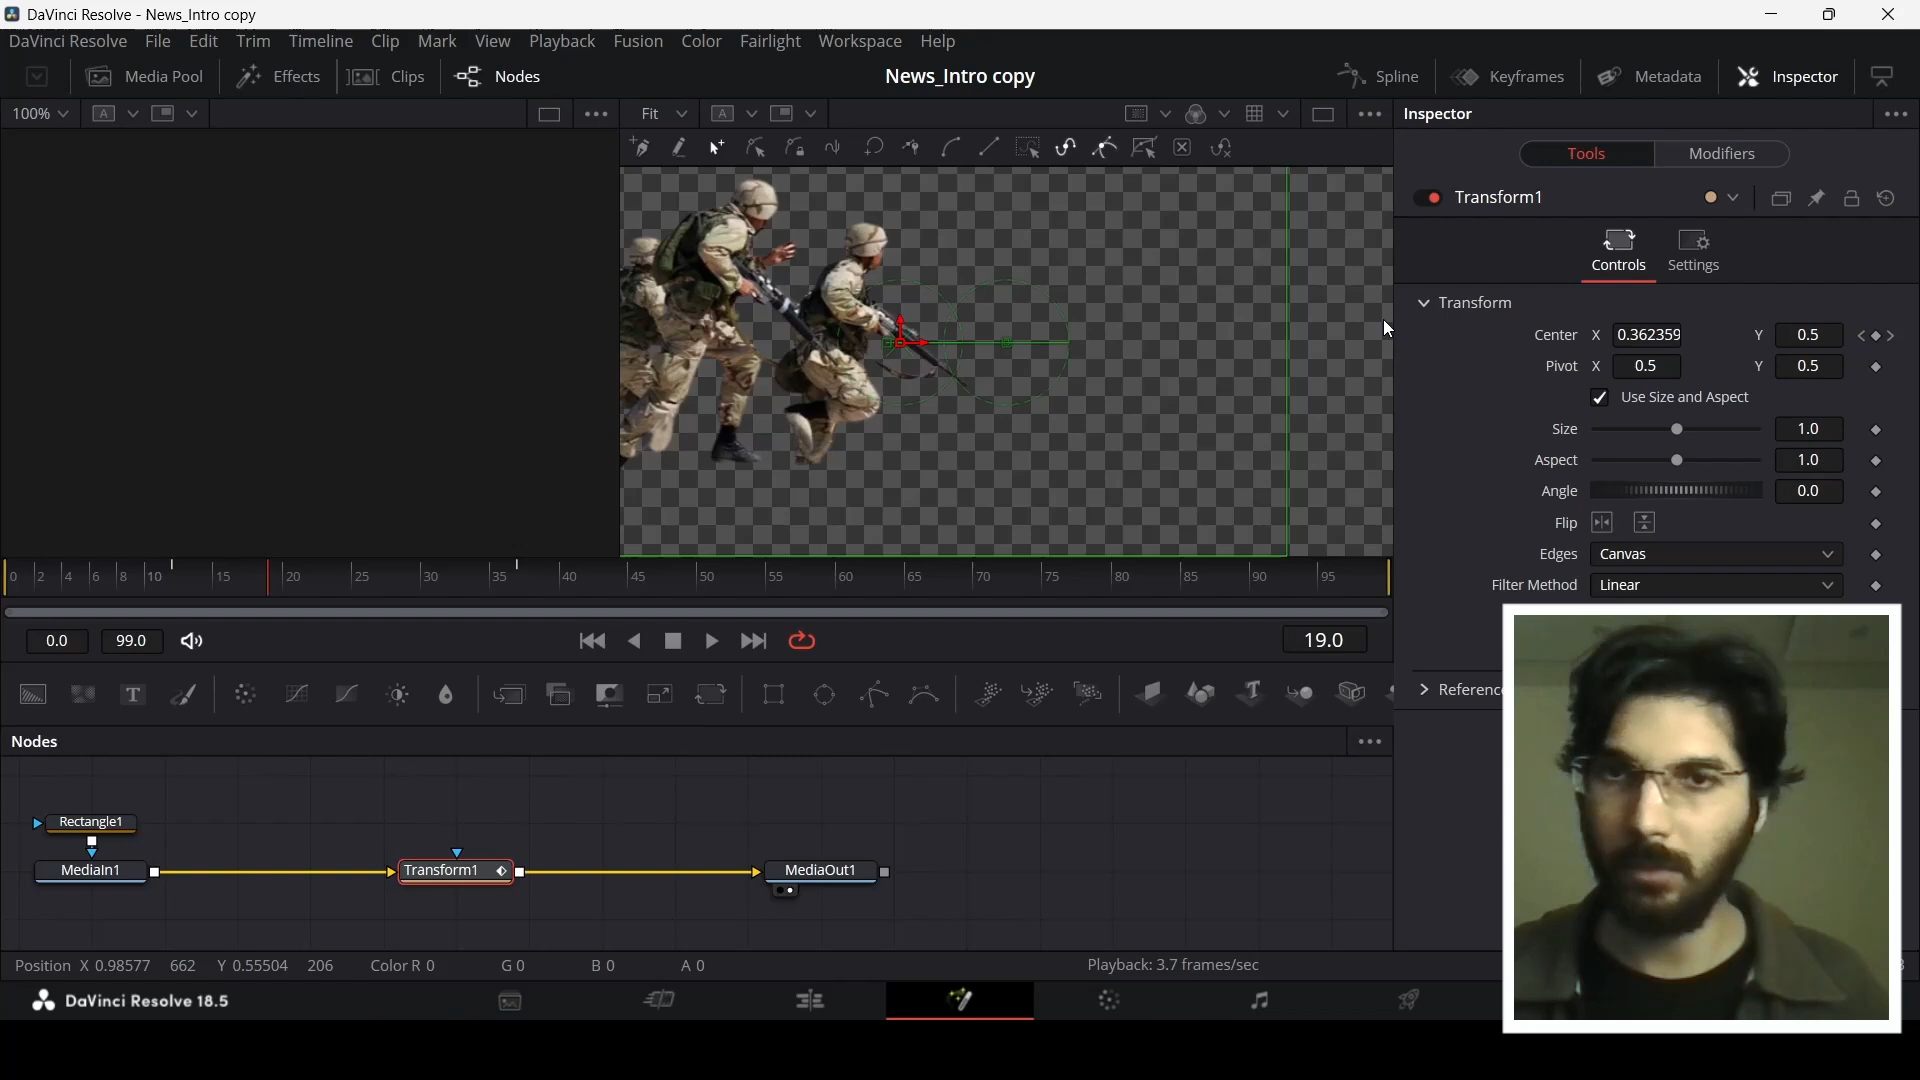 DaVinci Resolve - News_Intro copy
DaVinci Resolve File Edit Trim Timeline Clip Mark View Playback Fusion Color Fairlight Workspace Help
Media Pool Effects Clips Nodes News_Intro copy Spline Keyframes Metadata Inspector
100% A Fit A Inspector
Tools Modifiers
Transform1
Controls Settings
Transform
Center X 0.362359 Y 0.5
Pivot X 0.5 Y 0.5
Use Size and Aspect
Size 1.0
Aspect 1.0
Angle 0.0
Flip
Edges Canvas
Filter Method Linear
0 2 4 6 8 10 15 20 25 30 35 40 45 50 55 60 65 70 75 80 85 90 95
0.0 99.0 19.0
T T
Reference
Nodes
Rectangle1
MediaIn1 Transform1 MediaOut1
Position X 0.98577 662 Y 0.55504 206 Color R 0 G 0 B 0 A 0 Playback: 3.7 frames/sec
DaVinci Resolve 18.5